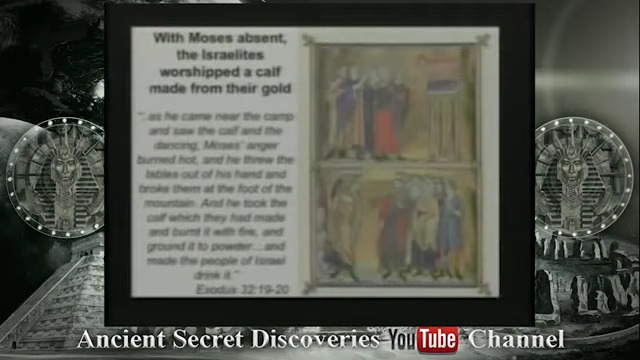 With Moses absent,
the Israelites
worshipped a calf
made from their gold
"..as he came near the camp
and saw the calf and the
dancing, Moses' anger
burned hot, and he threw the
tables out of his hand and
broke them at the foot of the
mountain. And he took the
calf which they had made
and burnt it with fire, and
ground it to powder....and
made the people of Israel
drink it."
Exodus 32:19-20
Ancient Secret Discoveries YouTube Channel